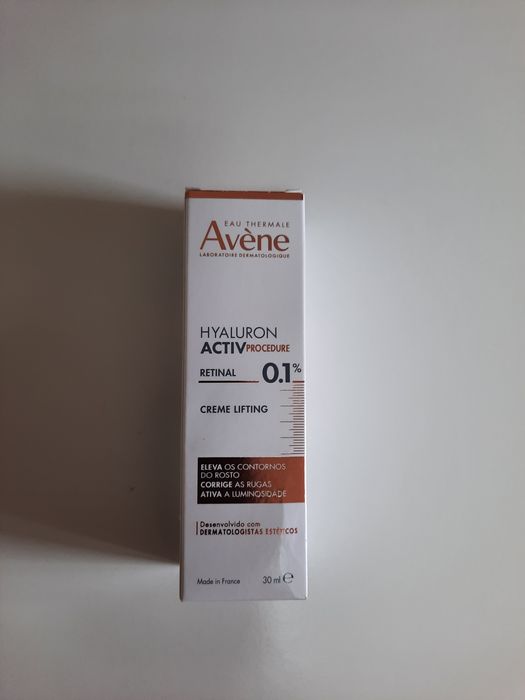 EAU THERMALE
Avène
LABORATOIRE DERMATOLOGIQUE
HYALURON
ACTIV PROCEDURE
RETINAL 0.1%
CREME LIFTING
ELEVA OS CONTORNOS
DO ROSTO
CORRIGE AS RUGAS
ATIVA A LUMINOSIDADE
Desenvolvido com
DERMATOLOGISTAS ESTÉTICOS
Made in France 30 ml ℮